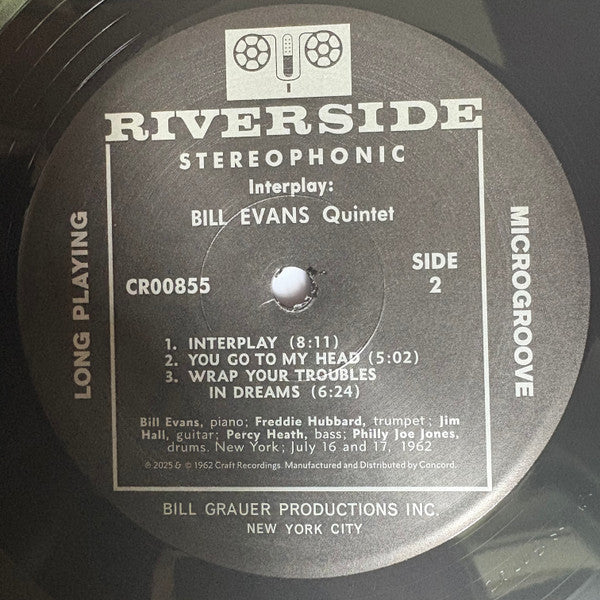 RIVERSIDE
STEREOPHONIC
Interplay:
BILL EVANS Quintet
LONG PLAYING
MICROGROOVE
CR00855
SIDE
2
1. INTERPLAY (8:11)
2. YOU GO TO MY HEAD (5:02)
3. WRAP YOUR TROUBLES
IN DREAMS (6:24)
Bill Evans, piano; Freddie Hubbard, trumpet; Jim
Hall, guitar; Percy Heath, bass; Philly Joe Jones,
drums. New York; July 16 and 17, 1962
℗ 2025 & © 1962 Craft Recordings. Manufactured and Distributed by Concord.
BILL GRAUER PRODUCTIONS INC.
NEW YORK CITY